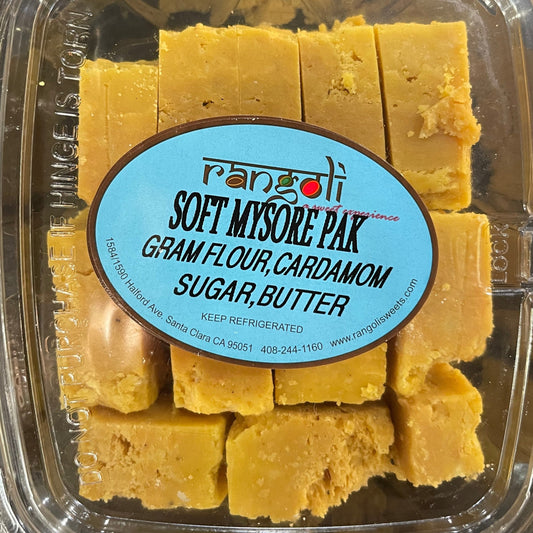 rangoli
a sweet experience
SOFT MYSORE PAK
GRAM FLOUR,CARDAMOM
SUGAR,BUTTER
KEEP REFRIGERATED
1584/1590 Halford Ave. Santa Clara CA 95051 408-244-1160 www.rangolisweets.com
DO NOT PURCHASE IF HINGE IS TORN
LOCK